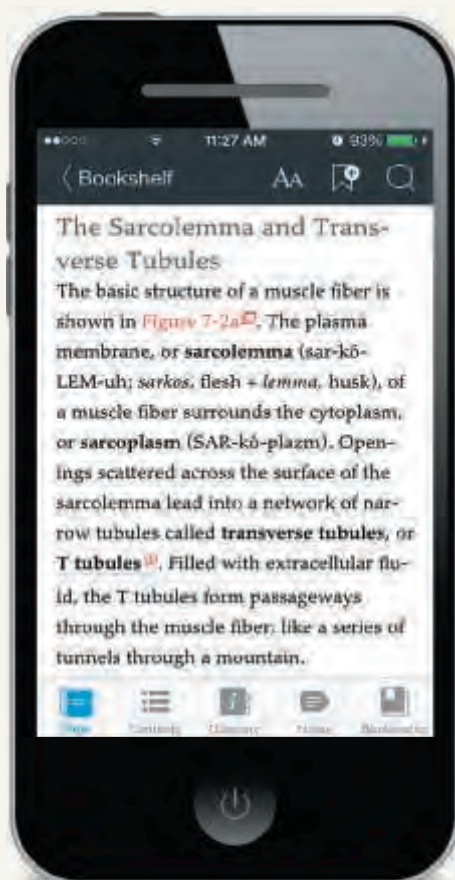 11:27 AM 93%
Bookshelf AA
The Sarcolemma and Trans-
verse Tubules
The basic structure of a muscle fiber is
shown in Figure 7-2a. The plasma
membrane, or sarcolemma (sar-kō-
LEM-uh; sarkos, flesh + lemma, husk), of
a muscle fiber surrounds the cytoplasm,
or sarcoplasm (SAR-kō-plazm). Open-
ings scattered across the surface of the
sarcolemma lead into a network of nar-
row tubules called transverse tubules, or
T tubules. Filled with extracellular flu-
id, the T tubules form passageways
through the muscle fiber, like a series of
tunnels through a mountain.
Contents Glossary Notes Bookmarks